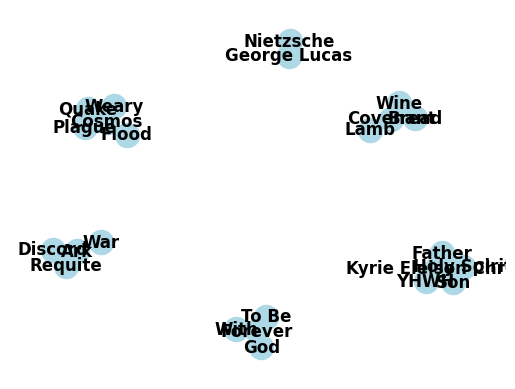 Nietzsche
George Lucas
Quake
Weary
Cosmos
Plague
Flood
Wine
Covenant
Bread
Lamb
Discord
Ark
War
Requite
Father
Holy Spirit
Kyrie Eleison
YHWH
Son
To Be
With
Forever
God